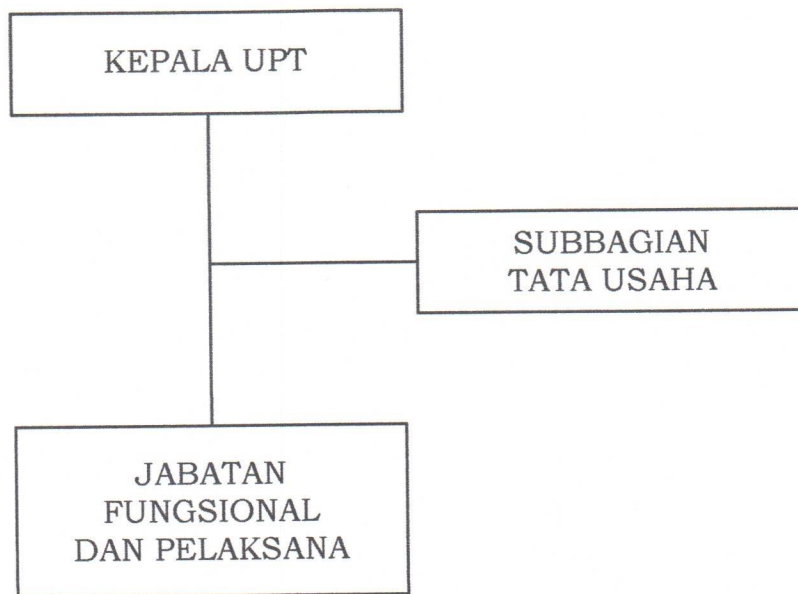 KEPALA UPT
SUBBAGIAN
TATA USAHA
JABATAN
FUNGSIONAL
DAN PELAKSANA